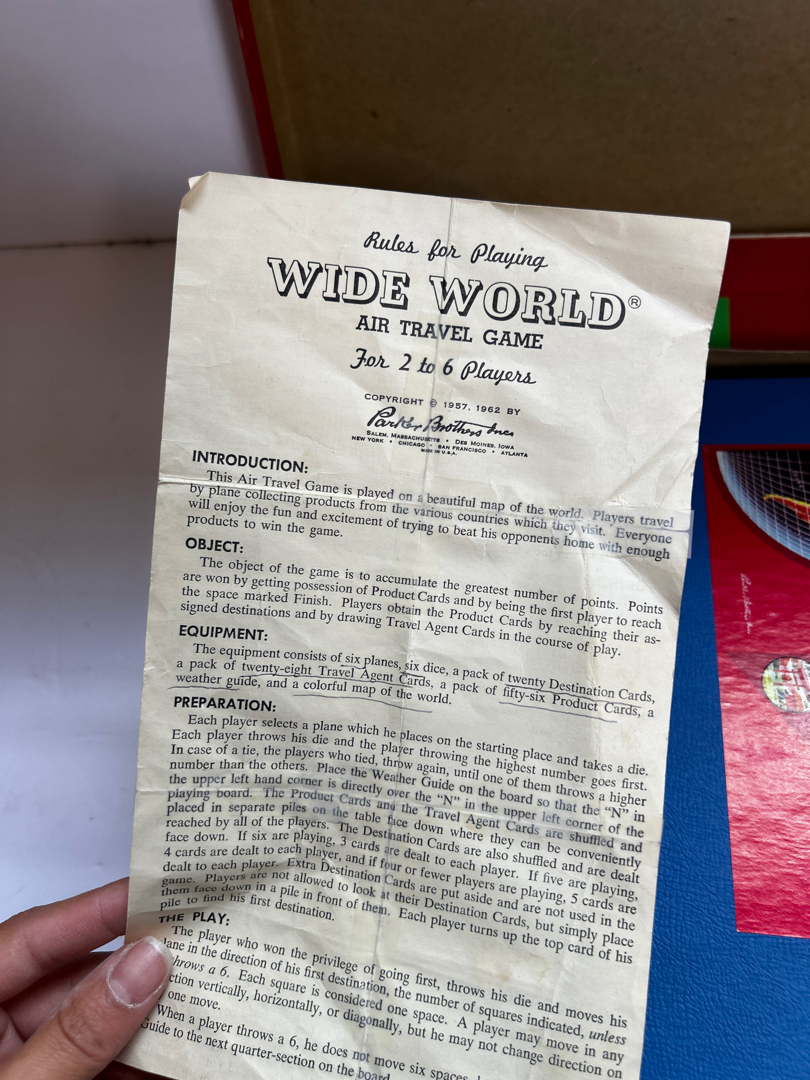 Rules for Playing
WIDE WORLD®
AIR TRAVEL GAME
For 2 to 6 Players
COPYRIGHT © 1957, 1962 BY
Parker Brothers Inc
SALEM, MASSACHUSETTS • DES MOINES, IOWA
NEW YORK • CHICAGO • SAN FRANCISCO • ATLANTA
MADE IN U.S.A.
INTRODUCTION:
This Air Travel Game is played on a beautiful map of the world. Players travel
by plane collecting products from the various countries which they visit. Everyone
will enjoy the fun and excitement of trying to beat his opponents home with enough
products to win the game.
OBJECT:
The object of the game is to accumulate the greatest number of points. Points
are won by getting possession of Product Cards and by being the first player to reach
the space marked Finish. Players obtain the Product Cards by reaching their as-
signed destinations and by drawing Travel Agent Cards in the course of play.
EQUIPMENT:
The equipment consists of six planes, six dice, a pack of twenty Destination Cards,
a pack of twenty-eight Travel Agent Cards, a pack of fifty-six Product Cards, a
weather guide, and a colorful map of the world.
PREPARATION:
Each player selects a plane which he places on the starting place and takes a die.
Each player throws his die and the player throwing the highest number goes first.
In case of a tie, the players who tied, throw again, until one of them throws a higher
number than the others. Place the Weather Guide on the board so that the "N" in
the upper left hand corner is directly over the "N" in the upper left corner of the
playing board. The Product Cards and the Travel Agent Cards are shuffled and
placed in separate piles on the table face down where they can be conveniently
reached by all of the players. The Destination Cards are also shuffled and are dealt
face down. If six are playing, 3 cards are dealt to each player. If five are playing,
4 cards are dealt to each player, and if four or fewer players are playing, 5 cards are
dealt to each player. Extra Destination Cards are put aside and are not used in the
game. Players are not allowed to look at their Destination Cards, but simply place
them face down in a pile in front of them. Each player turns up the top card of his
pile to find his first destination.
THE PLAY:
The player who won the privilege of going first, throws his die and moves his
lane in the direction of his first destination, the number of squares indicated, unless
throws a 6. Each square is considered one space. A player may move in any
ction vertically, horizontally, or diagonally, but he may not change direction on
one move.
When a player throws a 6, he does not move six spaces
Guide to the next quarter-section on the board